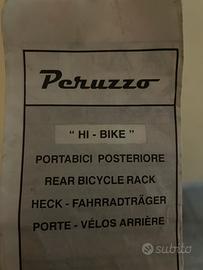 Peruzzo
" HI - BIKE "
PORTABICI POSTERIORE
REAR BICYCLE RACK
HECK - FAHRRADTRÄGER
PORTE - VÉLOS ARRIÈRE
subito